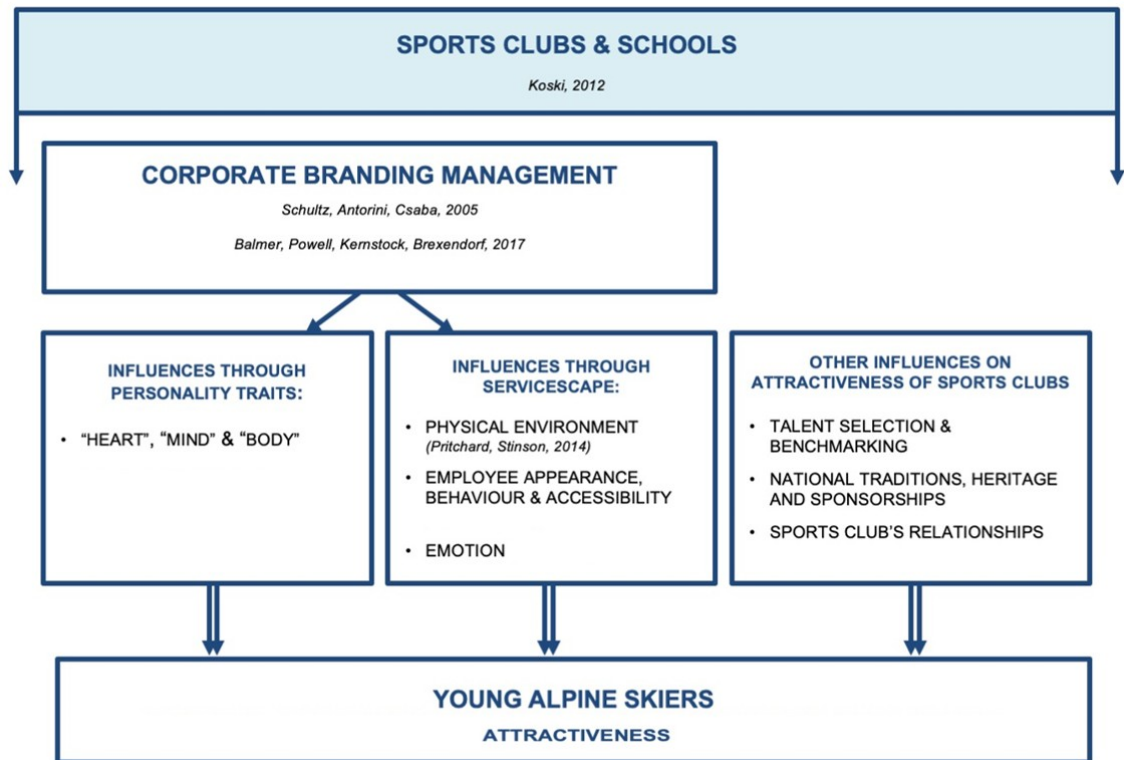 SPORTS CLUBS & SCHOOLS
Koski, 2012
CORPORATE BRANDING MANAGEMENT
Schultz, Antorini, Csaba, 2005
Balmer, Powell, Kernstock, Brexendorf, 2017
INFLUENCES THROUGH
PERSONALITY TRAITS:
• “HEART”, “MIND” & “BODY”
INFLUENCES THROUGH
SERVICESCAPE:
• PHYSICAL ENVIRONMENT
(Pritchard, Stinson, 2014)
• EMPLOYEE APPEARANCE,
BEHAVIOUR & ACCESSIBILITY
• EMOTION
OTHER INFLUENCES ON
ATTRACTIVENESS OF SPORTS CLUBS
• TALENT SELECTION &
BENCHMARKING
• NATIONAL TRADITIONS, HERITAGE
AND SPONSORSHIPS
• SPORTS CLUB’S RELATIONSHIPS
YOUNG ALPINE SKIERS
ATTRACTIVENESS